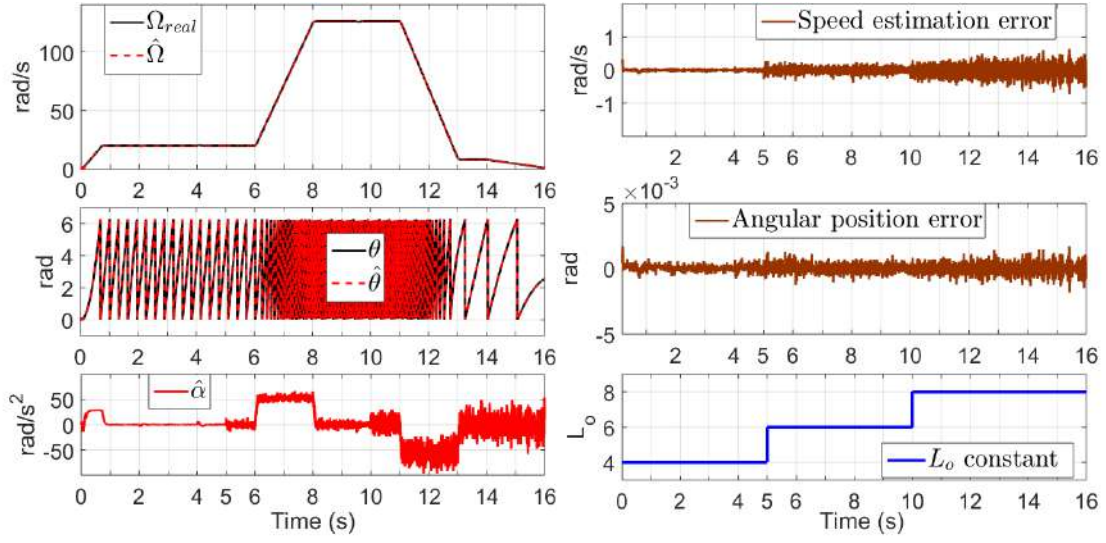 Ω_real
Ω̂
rad/s
100
50
0
0 2 4 6 8 10 12 14 16
θ
θ̂
rad
6
4
2
0
0 2 4 6 8 10 12 14 16
α̂
rad/s²
50
0
-50
0 2 3 4 5 6 8 10 11 12 13 14 16
Time (s)
Speed estimation error
rad/s
1
0
-1
2 4 5 6 8 10 12 14 16
×10⁻³
Angular position error
rad
5
0
-5
2 4 5 6 8 10 12 14 16
L_o
8
6
4
L_o constant
0 2 4 5 6 8 10 12 14 16
Time (s)